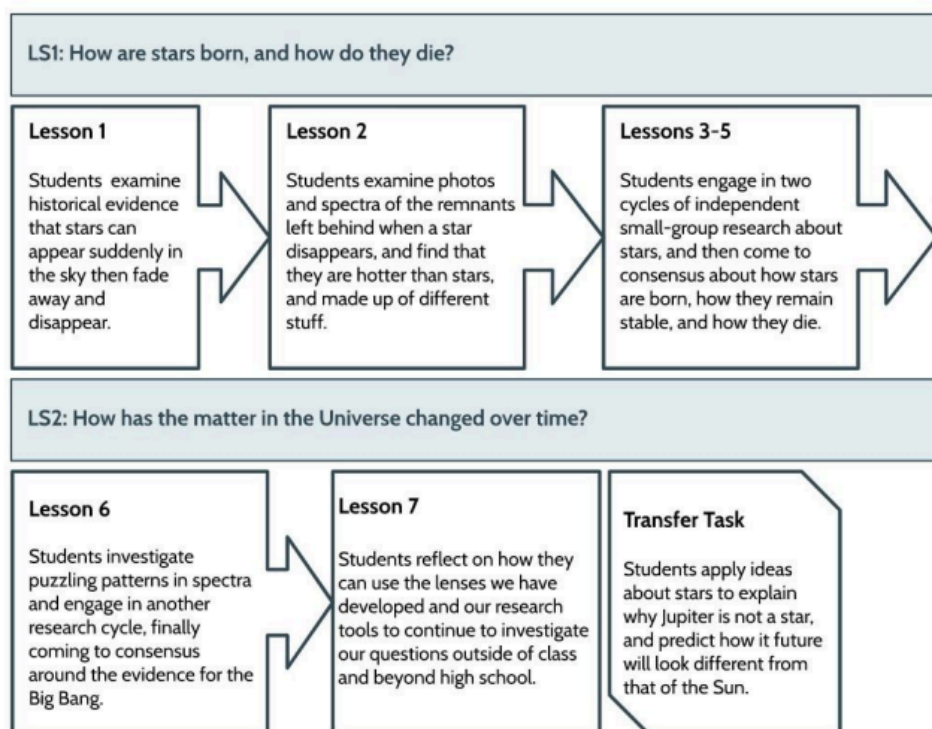 LS1: How are stars born, and how do they die?
Lesson 1
Students examine
historical evidence
that stars can
appear suddenly in
the sky then fade
away and
disappear.
Lesson 2
Students examine photos
and spectra of the remnants
left behind when a star
disappears, and find that
they are hotter than stars,
and made up of different
stuff.
Lessons 3-5
Students engage in two
cycles of independent
small-group research about
stars, and then come to
consensus about how stars
are born, how they remain
stable, and how they die.
LS2: How has the matter in the Universe changed over time?
Lesson 6
Students investigate
puzzling patterns in spectra
and engage in another
research cycle, finally
coming to consensus
around the evidence for the
Big Bang.
Lesson 7
Students reflect on how they
can use the lenses we have
developed and our research
tools to continue to investigate
our questions outside of class
and beyond high school.
Transfer Task
Students apply ideas
about stars to explain
why Jupiter is not a star,
and predict how it future
will look different from
that of the Sun.